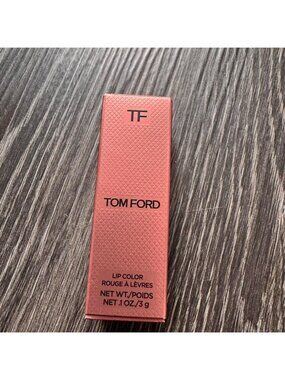 TF
TOM FORD
LIP COLOR
ROUGE À LÈVRES
NET WT./POIDS
NET .1 OZ./3 g